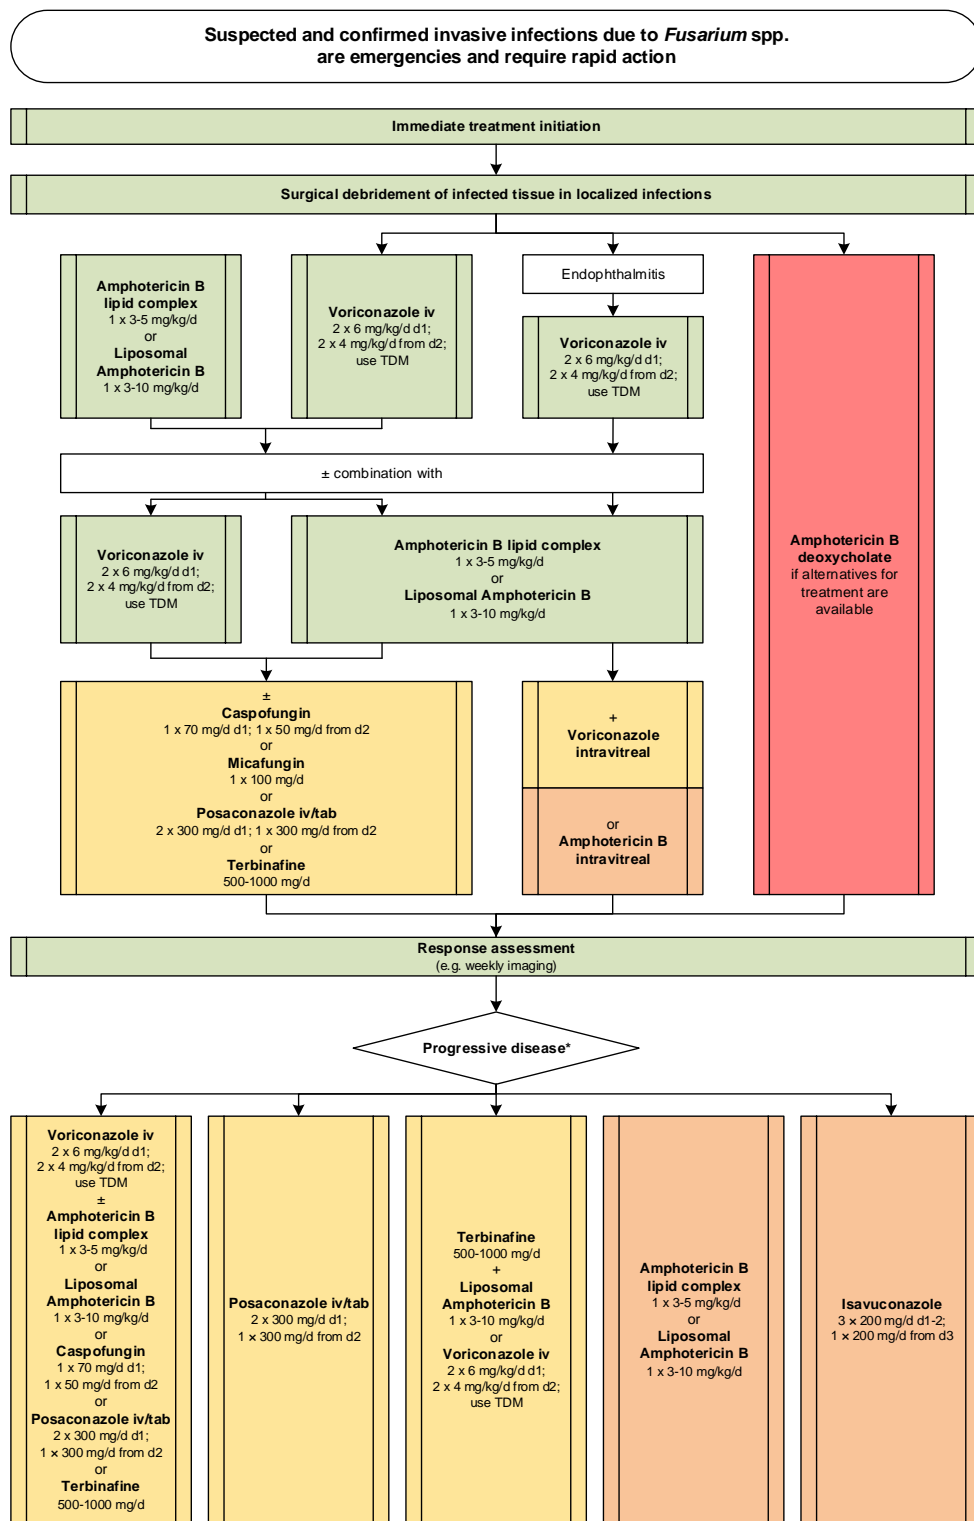 Suspected and confirmed invasive infections due to Fusarium spp.
are emergencies and require rapid action
Immediate treatment initiation
Surgical debridement of infected tissue in localized infections
Amphotericin B
lipid complex
1 x 3-5 mg/kg/d
or
Liposomal
Amphotericin B
1 x 3-10 mg/kg/d
Voriconazole iv
2 x 6 mg/kg/d d1;
2 x 4 mg/kg/d from d2;
use TDM
Endophthalmitis
Voriconazole iv
2 x 6 mg/kg/d d1;
2 x 4 mg/kg/d from d2;
use TDM
Amphotericin B
deoxycholate
if alternatives for
treatment are
available
± combination with
Voriconazole iv
2 x 6 mg/kg/d d1;
2 x 4 mg/kg/d from d2;
use TDM
Amphotericin B lipid complex
1 x 3-5 mg/kg/d
or
Liposomal Amphotericin B
1 x 3-10 mg/kg/d
±
Caspofungin
1 x 70 mg/d d1; 1 x 50 mg/d from d2
or
Micafungin
1 x 100 mg/d
or
Posaconazole iv/tab
2 x 300 mg/d d1; 1 x 300 mg/d from d2
or
Terbinafine
500-1000 mg/d
+
Voriconazole
intravitreal
or
Amphotericin B
intravitreal
Response assessment
(e.g. weekly imaging)
Progressive disease*
Voriconazole iv
2 x 6 mg/kg/d d1;
2 x 4 mg/kg/d from d2;
use TDM
±
Amphotericin B
lipid complex
1 x 3-5 mg/kg/d
or
Liposomal
Amphotericin B
1 x 3-10 mg/kg/d
or
Caspofungin
1 x 70 mg/d d1;
1 x 50 mg/d from d2
or
Posaconazole iv/tab
2 x 300 mg/d d1;
1 × 300 mg/d from d2
or
Terbinafine
500-1000 mg/d
Posaconazole iv/tab
2 x 300 mg/d d1;
1 × 300 mg/d from d2
Terbinafine
500-1000 mg/d
+
Liposomal
Amphotericin B
1 x 3-10 mg/kg/d
or
Voriconazole iv
2 x 6 mg/kg/d d1;
2 x 4 mg/kg/d from d2;
use TDM
Amphotericin B
lipid complex
1 x 3-5 mg/kg/d
or
Liposomal
Amphotericin B
1 x 3-10 mg/kg/d
Isavuconazole
3 × 200 mg/d d1-2;
1 × 200 mg/d from d3